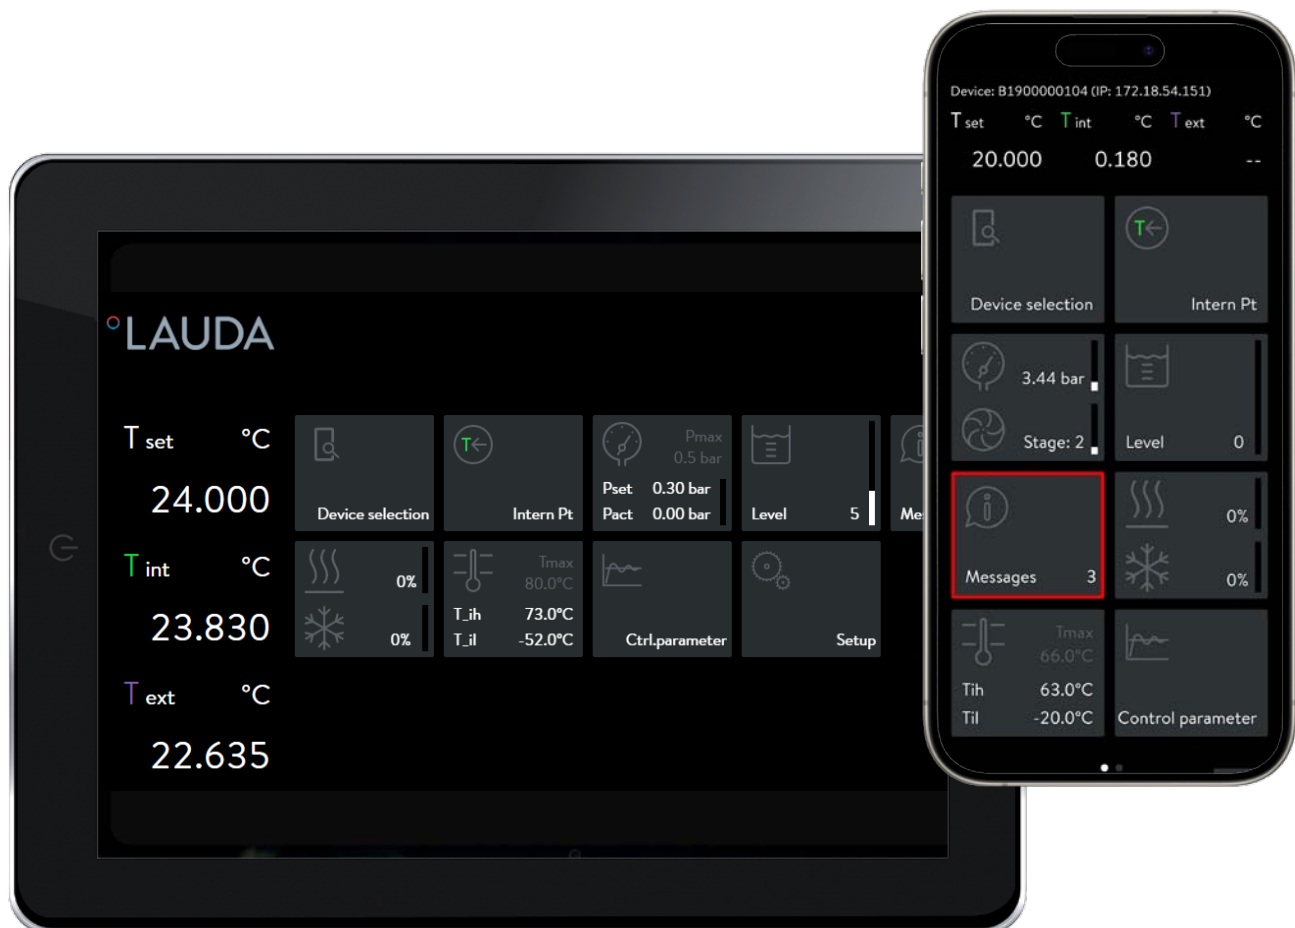 LAUDA
T set °C
24.000
T int °C
23.830
T ext °C
22.635
Device selection
T
Intern Pt
Pmax
0.5 bar
Pset 0.30 bar
Pact 0.00 bar
Level 5
0%
0%
Tmax
80.0°C
T_ih 73.0°C
T_il -52.0°C
Ctrl.parameter
Setup
Device: B1900000104 (IP: 172.18.54.151)
T set °C T int °C T ext °C
20.000 0.180 --
Device selection
T
Intern Pt
3.44 bar
Stage: 2
Level 0
Messages 3
0%
0%
Tmax
66.0°C
Tih 63.0°C
Til -20.0°C
Control parameter